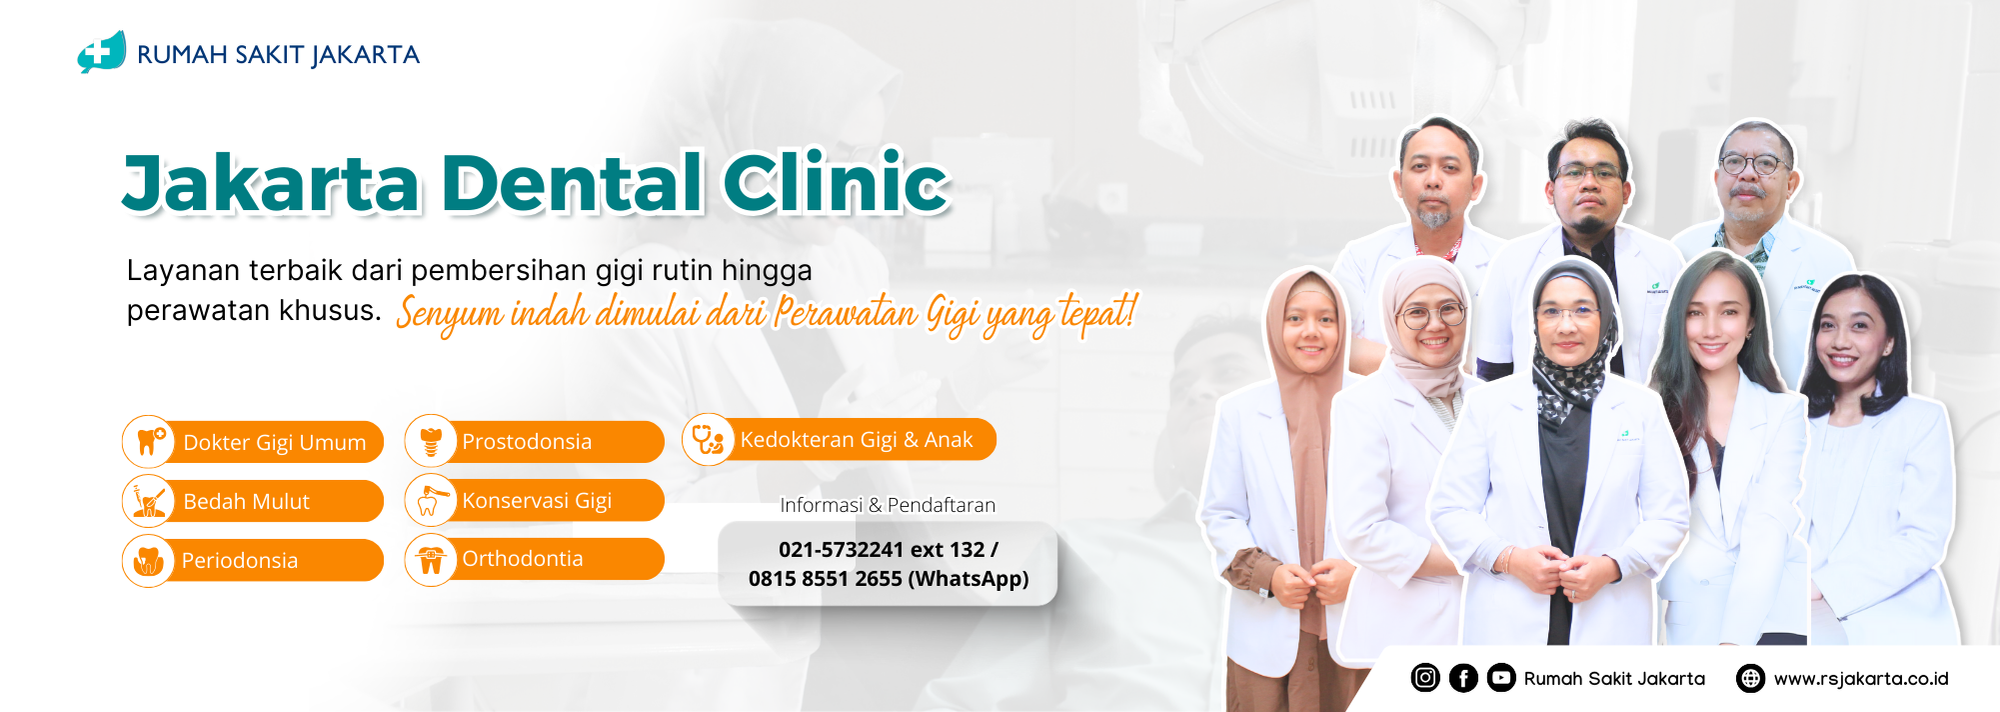 RUMAH SAKIT JAKARTA
Jakarta Dental Clinic
Layanan terbaik dari pembersihan gigi rutin hingga
perawatan khusus. Senyum indah dimulai dari Perawatan Gigi yang tepat!
Dokter Gigi Umum
Prostodonsia
Kedokteran Gigi & Anak
Bedah Mulut
Konservasi Gigi
Periodonsia
Orthodontia
Informasi & Pendaftaran
021-5732241 ext 132 /
0815 8551 2655 (WhatsApp)
Rumah Sakit Jakarta
www.rsjakarta.co.id